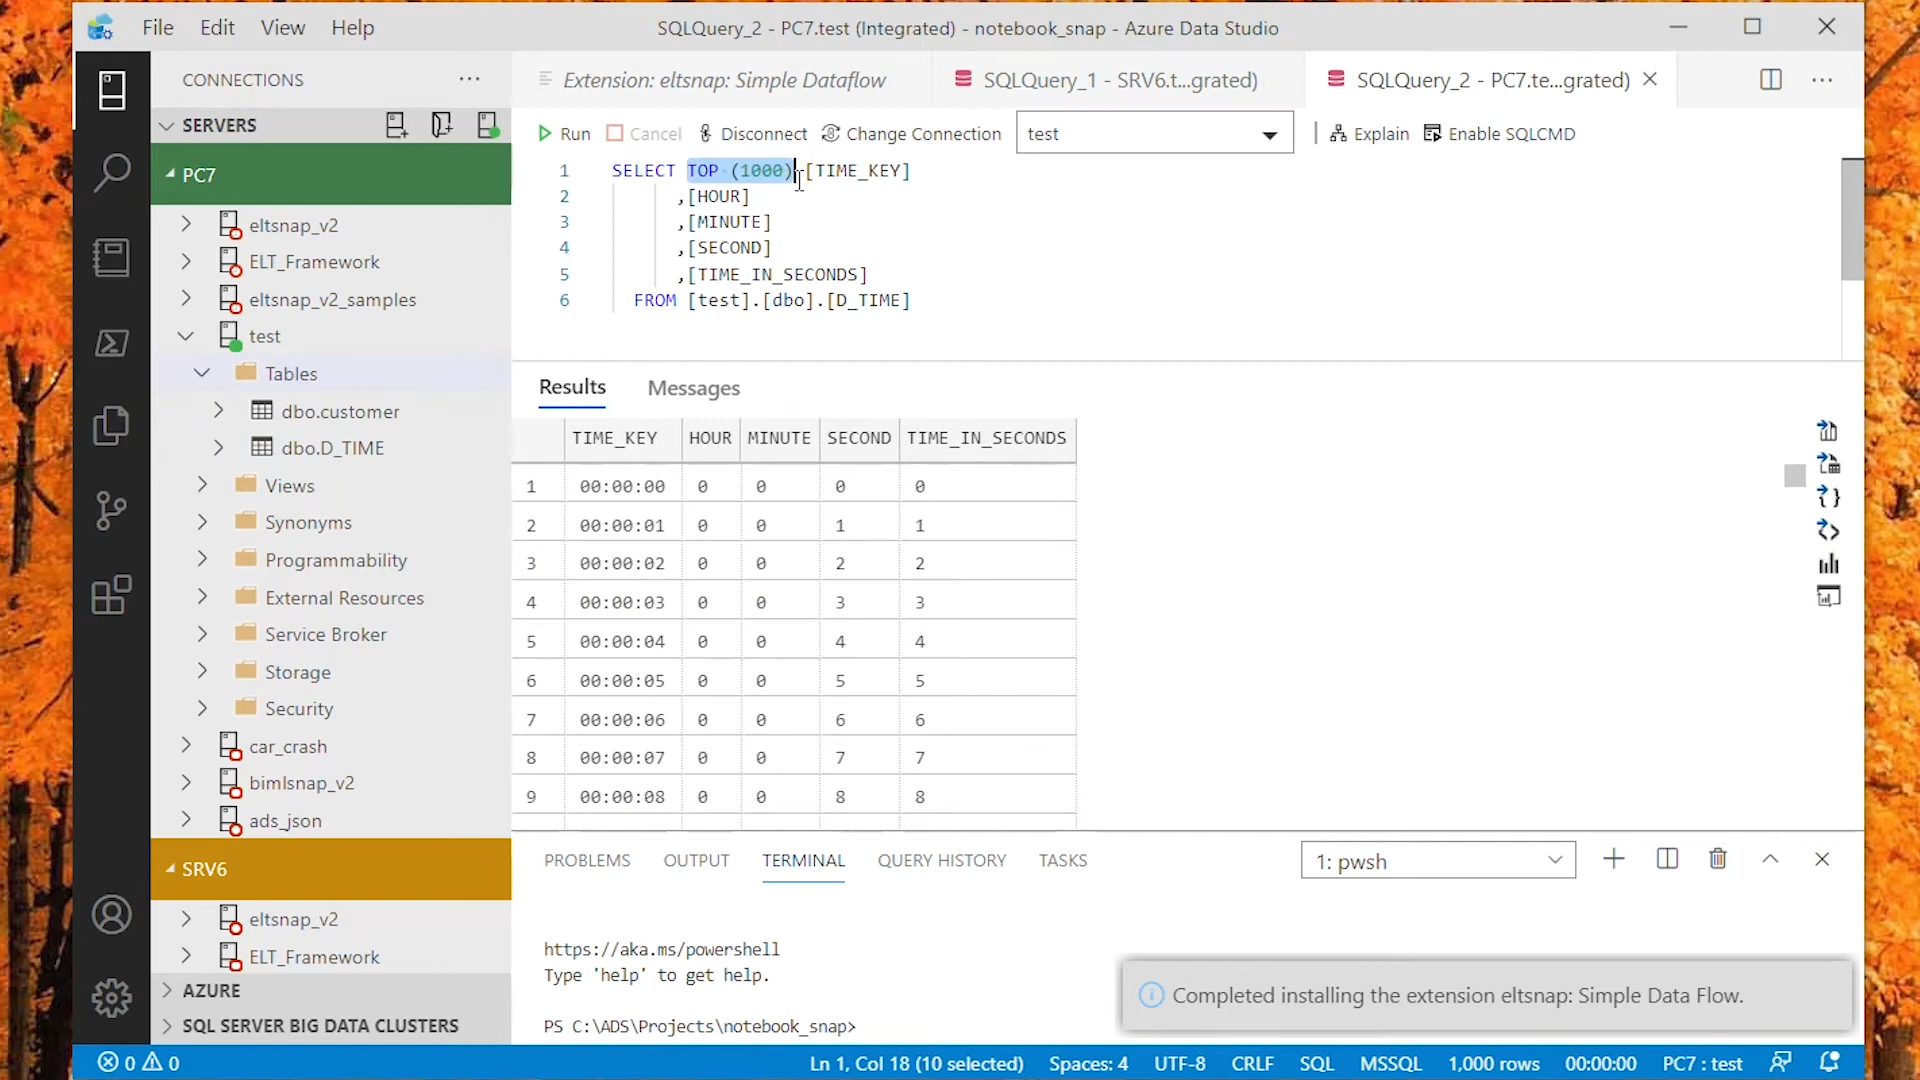 File Edit View Help
SQLQuery_2 - PC7.test (Integrated) - notebook_snap - Azure Data Studio
CONNECTIONS
Extension: eltsnap: Simple Dataflow
SQLQuery_1 - SRV6.t...grated)
SQLQuery_2 - PC7.te...grated)
SERVERS
Run Cancel Disconnect Change Connection test Explain Enable SQLCMD
PC7
eltsnap_v2
ELT_Framework
eltsnap_v2_samples
test
Tables
dbo.customer
dbo.D_TIME
Views
Synonyms
Programmability
External Resources
Service Broker
Storage
Security
car_crash
bimlsnap_v2
ads_json
SRV6
eltsnap_v2
ELT_Framework
AZURE
SQL SERVER BIG DATA CLUSTERS
1 SELECT TOP (1000) [TIME_KEY]
2 ,[HOUR]
3 ,[MINUTE]
4 ,[SECOND]
5 ,[TIME_IN_SECONDS]
6 FROM [test].[dbo].[D_TIME]
Results Messages
TIME_KEY HOUR MINUTE SECOND TIME_IN_SECONDS
1 00:00:00 0 0 0 0
2 00:00:01 0 0 1 1
3 00:00:02 0 0 2 2
4 00:00:03 0 0 3 3
5 00:00:04 0 0 4 4
6 00:00:05 0 0 5 5
7 00:00:06 0 0 6 6
8 00:00:07 0 0 7 7
9 00:00:08 0 0 8 8
PROBLEMS OUTPUT TERMINAL QUERY HISTORY TASKS 1: pwsh
https://aka.ms/powershell
Type 'help' to get help.
PS C:\ADS\Projects\notebook_snap>
Completed installing the extension eltsnap: Simple Data Flow.
0 0 Ln 1, Col 18 (10 selected) Spaces: 4 UTF-8 CRLF SQL MSSQL 1,000 rows 00:00:00 PC7 : test